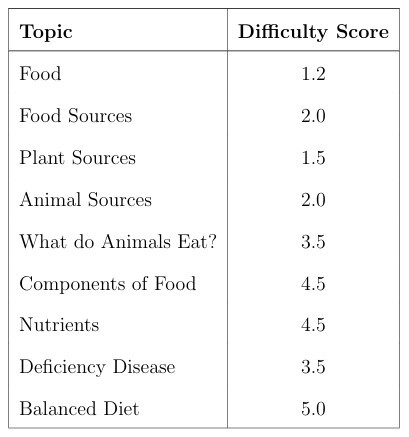 Topic Difficulty Score
Food 1.2
Food Sources 2.0
Plant Sources 1.5
Animal Sources 2.0
What do Animals Eat? 3.5
Components of Food 4.5
Nutrients 4.5
Deficiency Disease 3.5
Balanced Diet 5.0